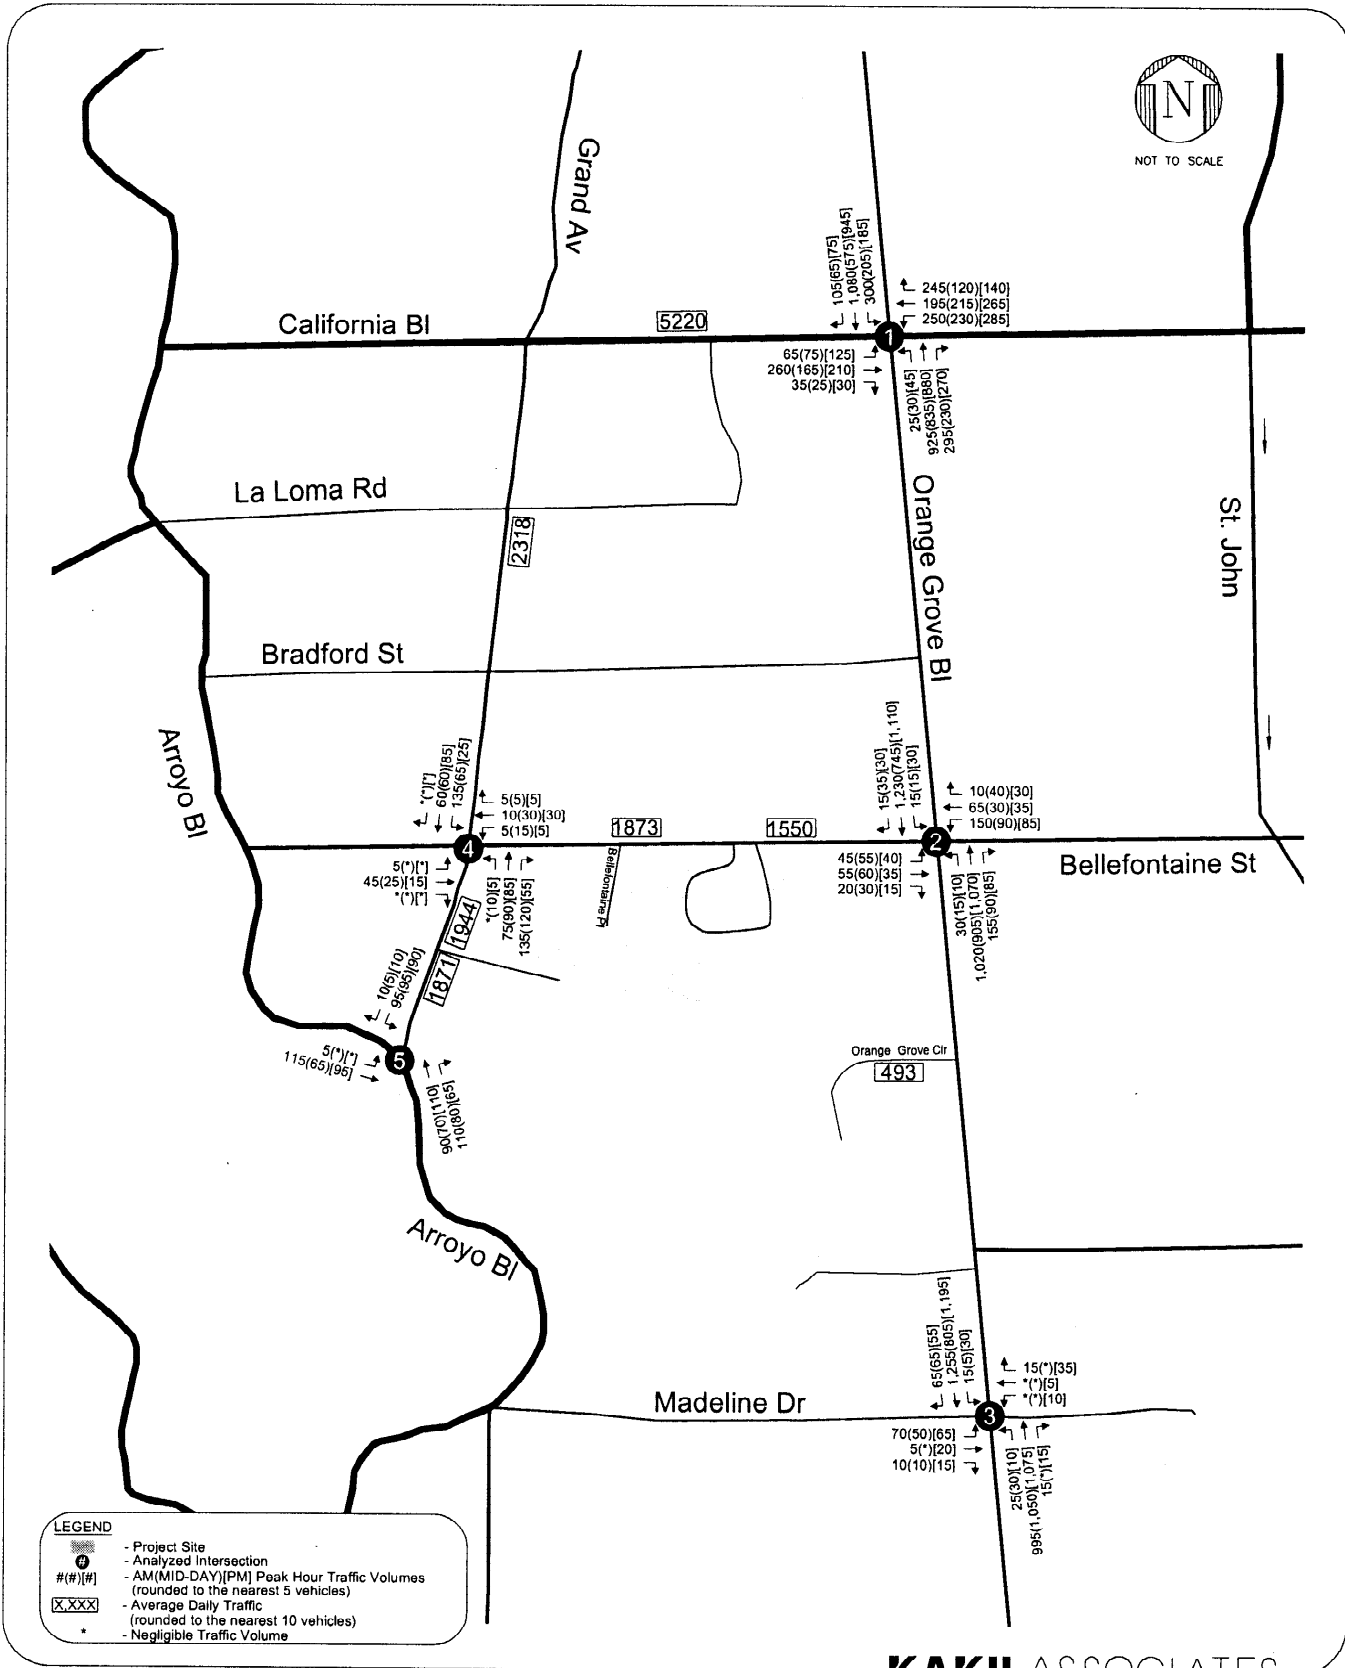 N
NOT TO SCALE
Grand Av
California Bl
5220
105(65)[75]
1,080(575)[945]
300(205)[185]
245(120)[140]
195(215)[265]
250(230)[285]
1
65(75)[125]
260(165)[210]
35(25)[30]
25(30)[45]
925(835)[880]
295(230)[270]
La Loma Rd
2318
Orange Grove Bl
St. John
Bradford St
Arroyo Bl
*(*)[*]
60(60)[85]
135(65)[25]
5(5)[5]
10(30)[30]
5(15)[5]
4
5(*)[*]
45(25)[15]
*(*)[*]
*(10)[5]
75(90)[85]
135(120)[55]
1873
1550
Bellefontaine Pl
15(35)[30]
1,230(745)[1,110]
15(15)[30]
10(40)[30]
65(30)[35]
150(90)[85]
2
45(55)[40]
55(60)[35]
20(30)[15]
30(15)[10]
1,020(905)[1,070]
155(90)[85]
Bellefontaine St
1944
1871
10(5)[10]
95(95)[90]
5(*)[*]
115(65)[95]
5
90(70)[110]
110(80)[65]
Orange Grove Cir
493
Arroyo Bl
65(65)[55]
1,255(805)[1,195]
15(5)[30]
15(*)[35]
*(*)[5]
*(*)[10]
Madeline Dr
3
70(50)[65]
5(*)[20]
10(10)[15]
25(30)[10]
995(1,050)[1,075]
15(*)[15]
LEGEND
- Project Site
# - Analyzed Intersection
#(#)[#] - AM(MID-DAY)[PM] Peak Hour Traffic Volumes
(rounded to the nearest 5 vehicles)
X,XXX - Average Daily Traffic
(rounded to the nearest 10 vehicles)
* - Negligible Traffic Volume
KAKU ASSOCIATES